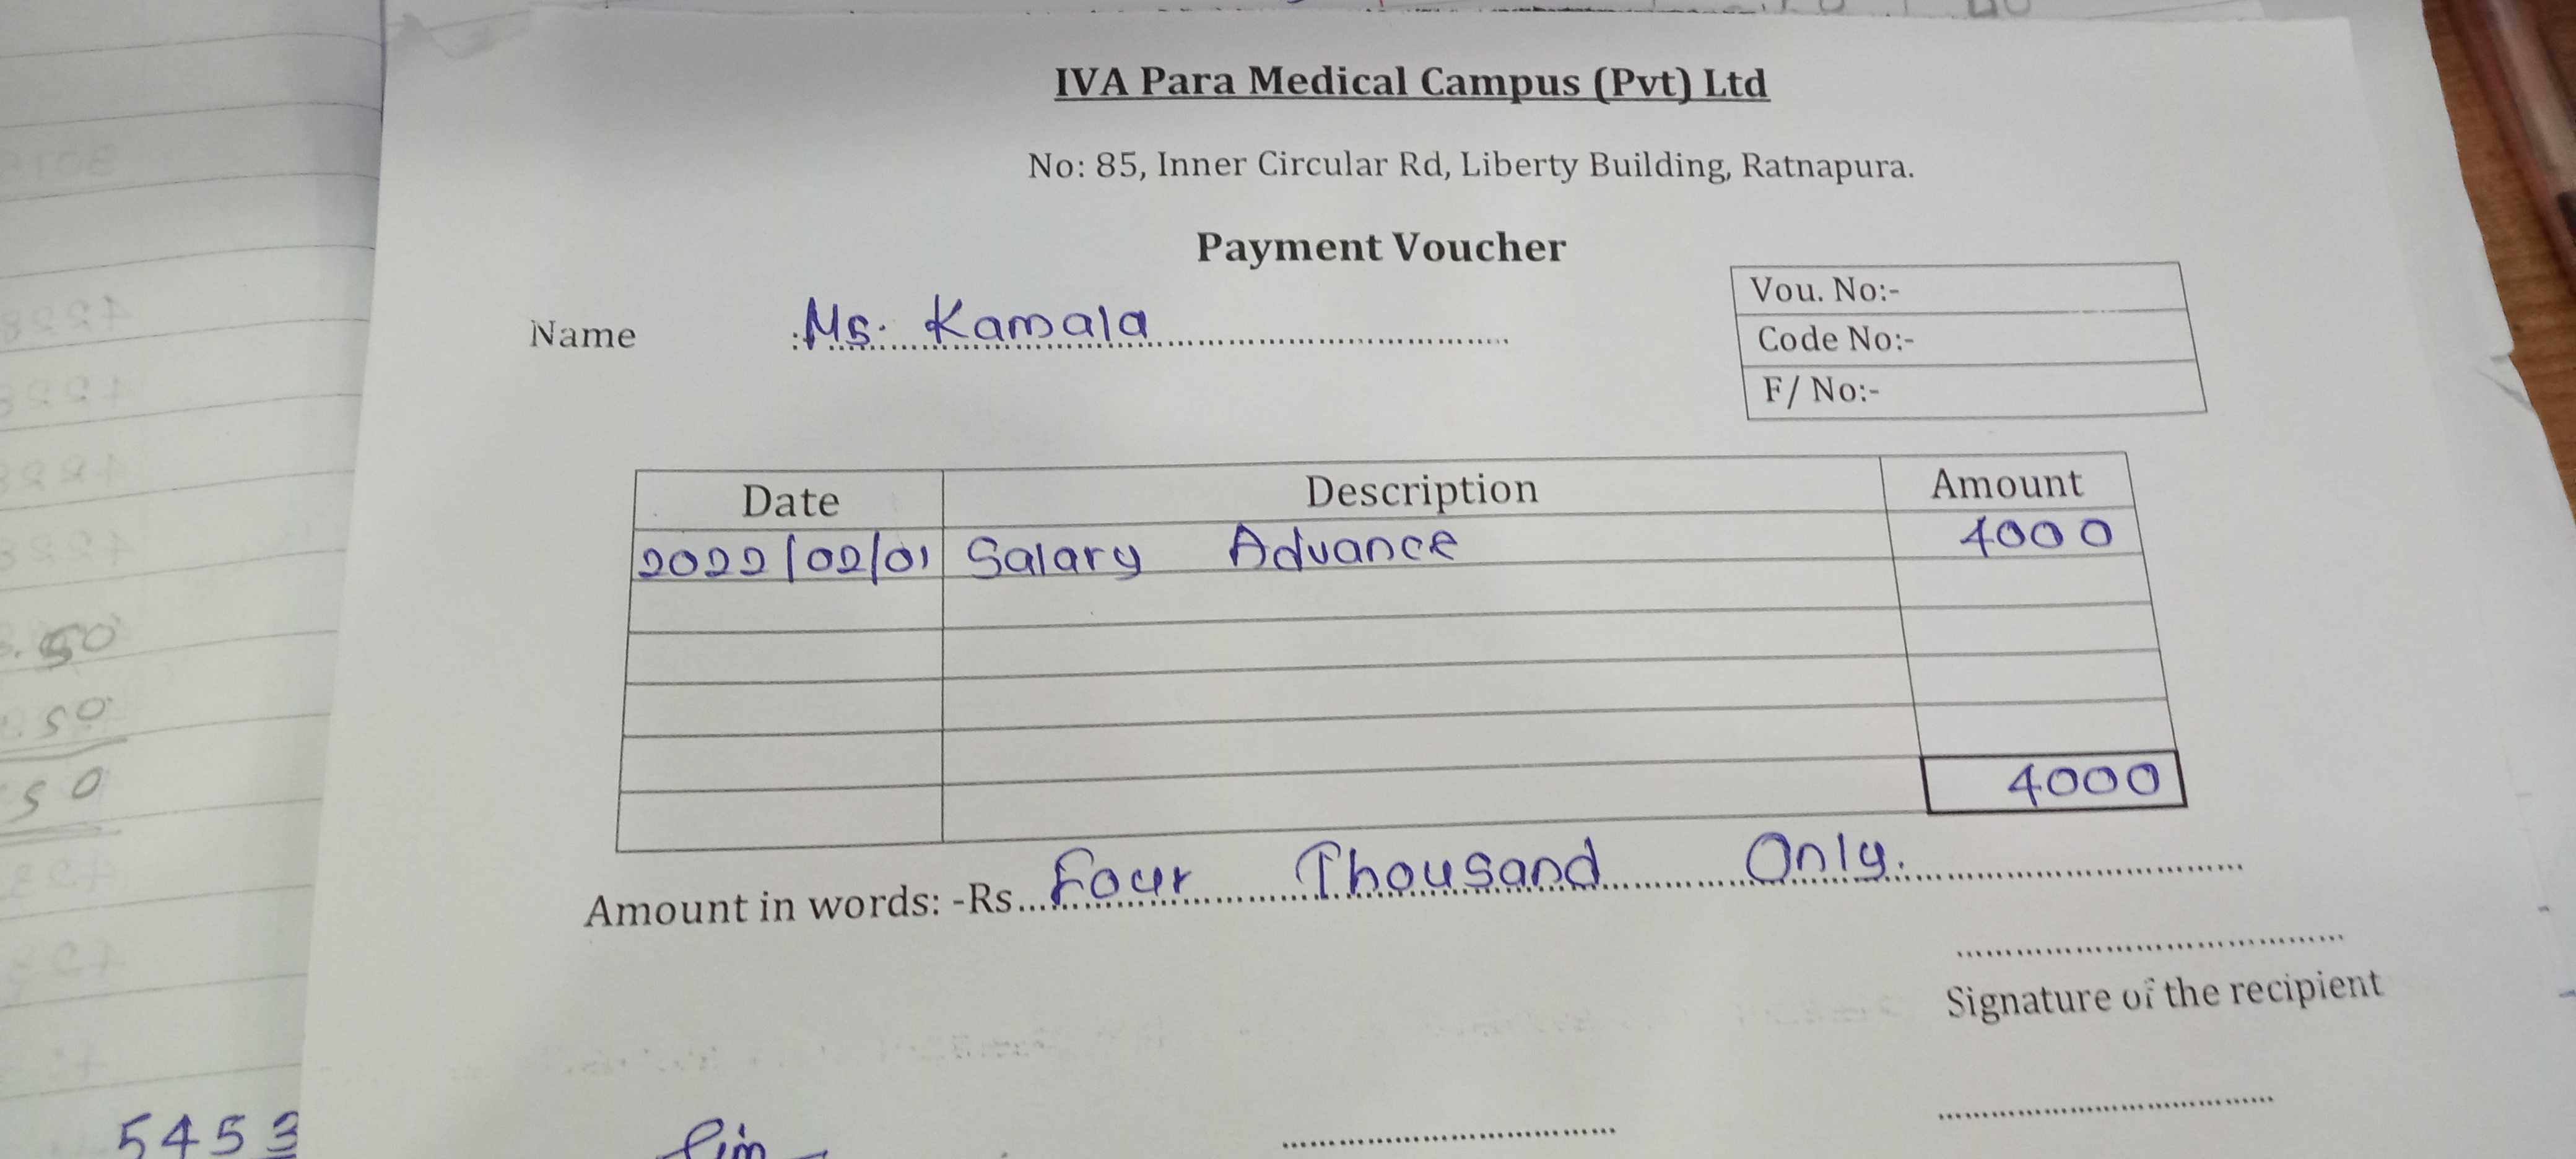 IVA Para Medical Campus (Pvt) Ltd
No: 85, Inner Circular Rd, Liberty Building, Ratnapura.
Payment Voucher
Name :Ms. Kamala
Vou. No:-
Code No:-
F/ No:-
Date Description Amount
2022/02/01 Salary Advance 4000
4000
Amount in words: -Rs...Four Thousand Only.
Signature of the recipient
50
50
50
5453